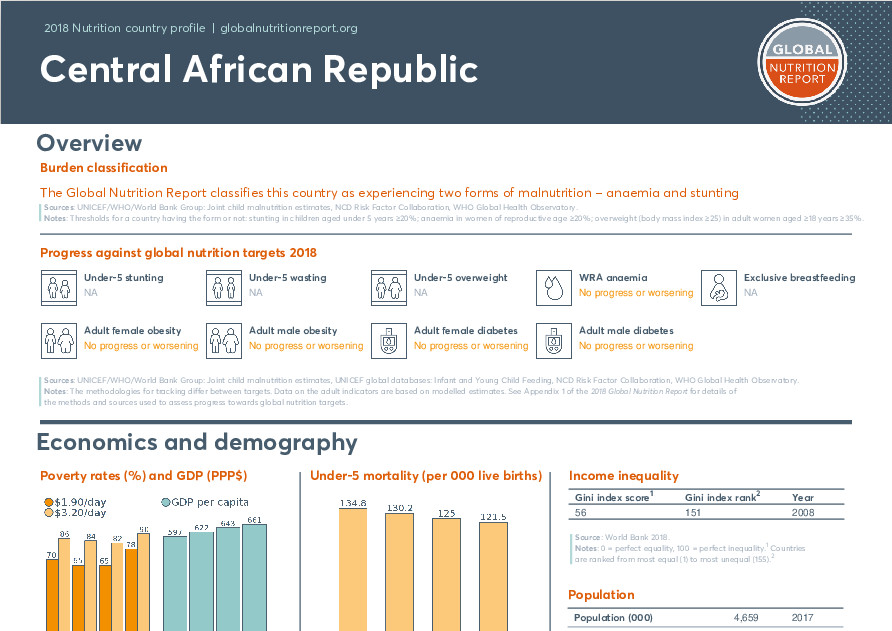 2018 Nutrition country profile | globalnutritionreport.org
Central African Republic
GLOBAL
NUTRITION
REPORT
Overview
Burden classification
The Global Nutrition Report classifies this country as experiencing two forms of malnutrition – anaemia and stunting
Sources: UNICEF/WHO/World Bank Group: Joint child malnutrition estimates, NCD Risk Factor Collaboration, WHO Global Health Observatory.
Notes: Thresholds for a country having the form or not: stunting in children aged under 5 years ≥20%; anaemia in women of reproductive age ≥20%; overweight (body mass index ≥25) in adult women aged ≥18 years ≥35%.
Progress against global nutrition targets 2018
Under-5 stunting
NA
Under-5 wasting
NA
Under-5 overweight
NA
WRA anaemia
No progress or worsening
Exclusive breastfeeding
NA
Adult female obesity
No progress or worsening
Adult male obesity
No progress or worsening
Adult female diabetes
No progress or worsening
Adult male diabetes
No progress or worsening
Sources: UNICEF/WHO/World Bank Group: Joint child malnutrition estimates, UNICEF global databases: Infant and Young Child Feeding, NCD Risk Factor Collaboration, WHO Global Health Observatory.
Notes: The methodologies for tracking differ between targets. Data on the adult indicators are based on modelled estimates. See Appendix 1 of the 2018 Global Nutrition Report for details of
the methods and sources used to assess progress towards global nutrition targets.
Economics and demography
Poverty rates (%) and GDP (PPP$)
$1.90/day
GDP per capita
$3.20/day
70 86 65 84 65 82 78 90
597 622 643 661
Under-5 mortality (per 000 live births)
134.8 130.2 125 121.5
Income inequality
Gini index score1 Gini index rank2 Year
56 151 2008
Source: World Bank 2018.
Notes: 0 = perfect equality, 100 = perfect inequality.1 Countries
are ranked from most equal (1) to most unequal (155).2
Population
Population (000) 4,659 2017